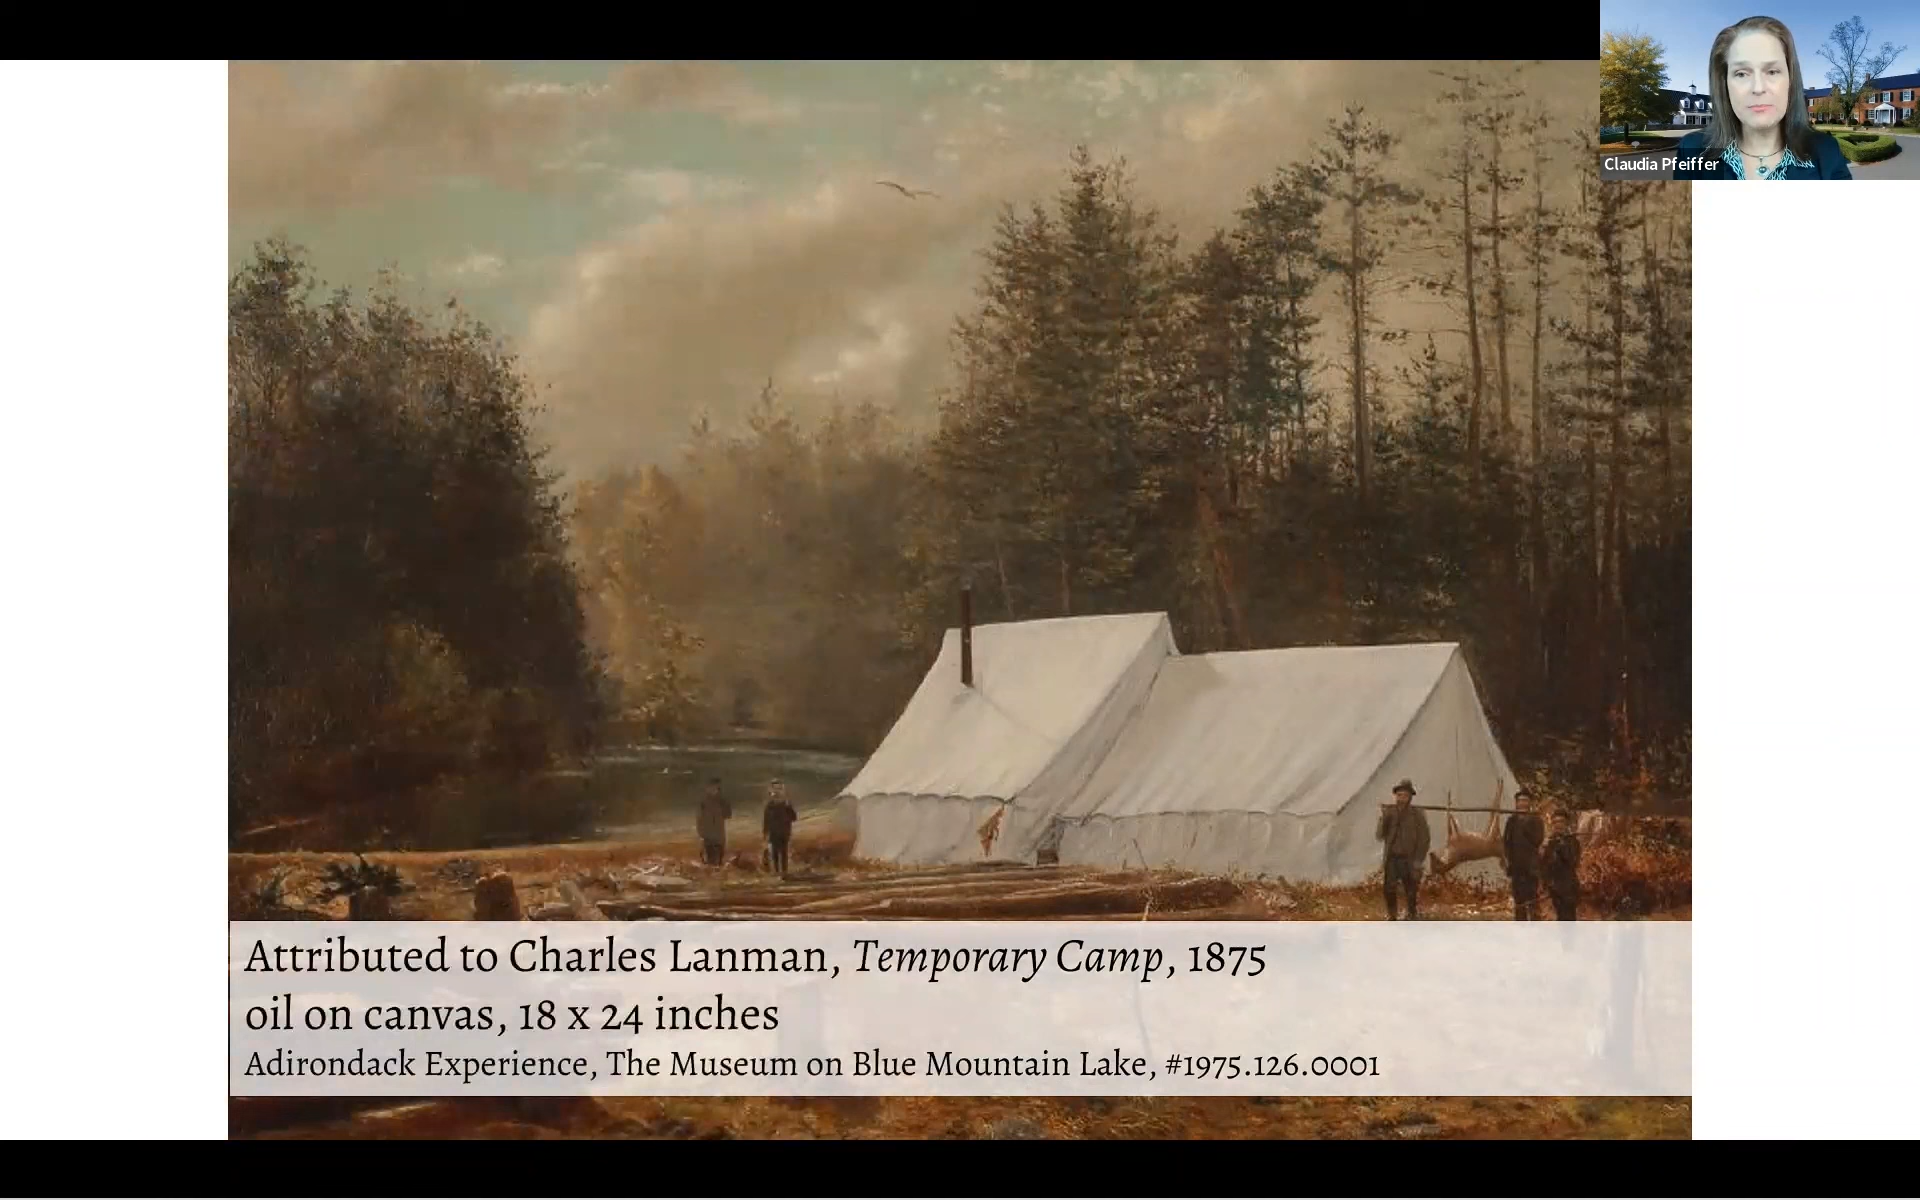 Claudia Pfeiffer
Attributed to Charles Lanman, Temporary Camp, 1875
oil on canvas, 18 x 24 inches
Adirondack Experience, The Museum on Blue Mountain Lake, #1975.126.0001